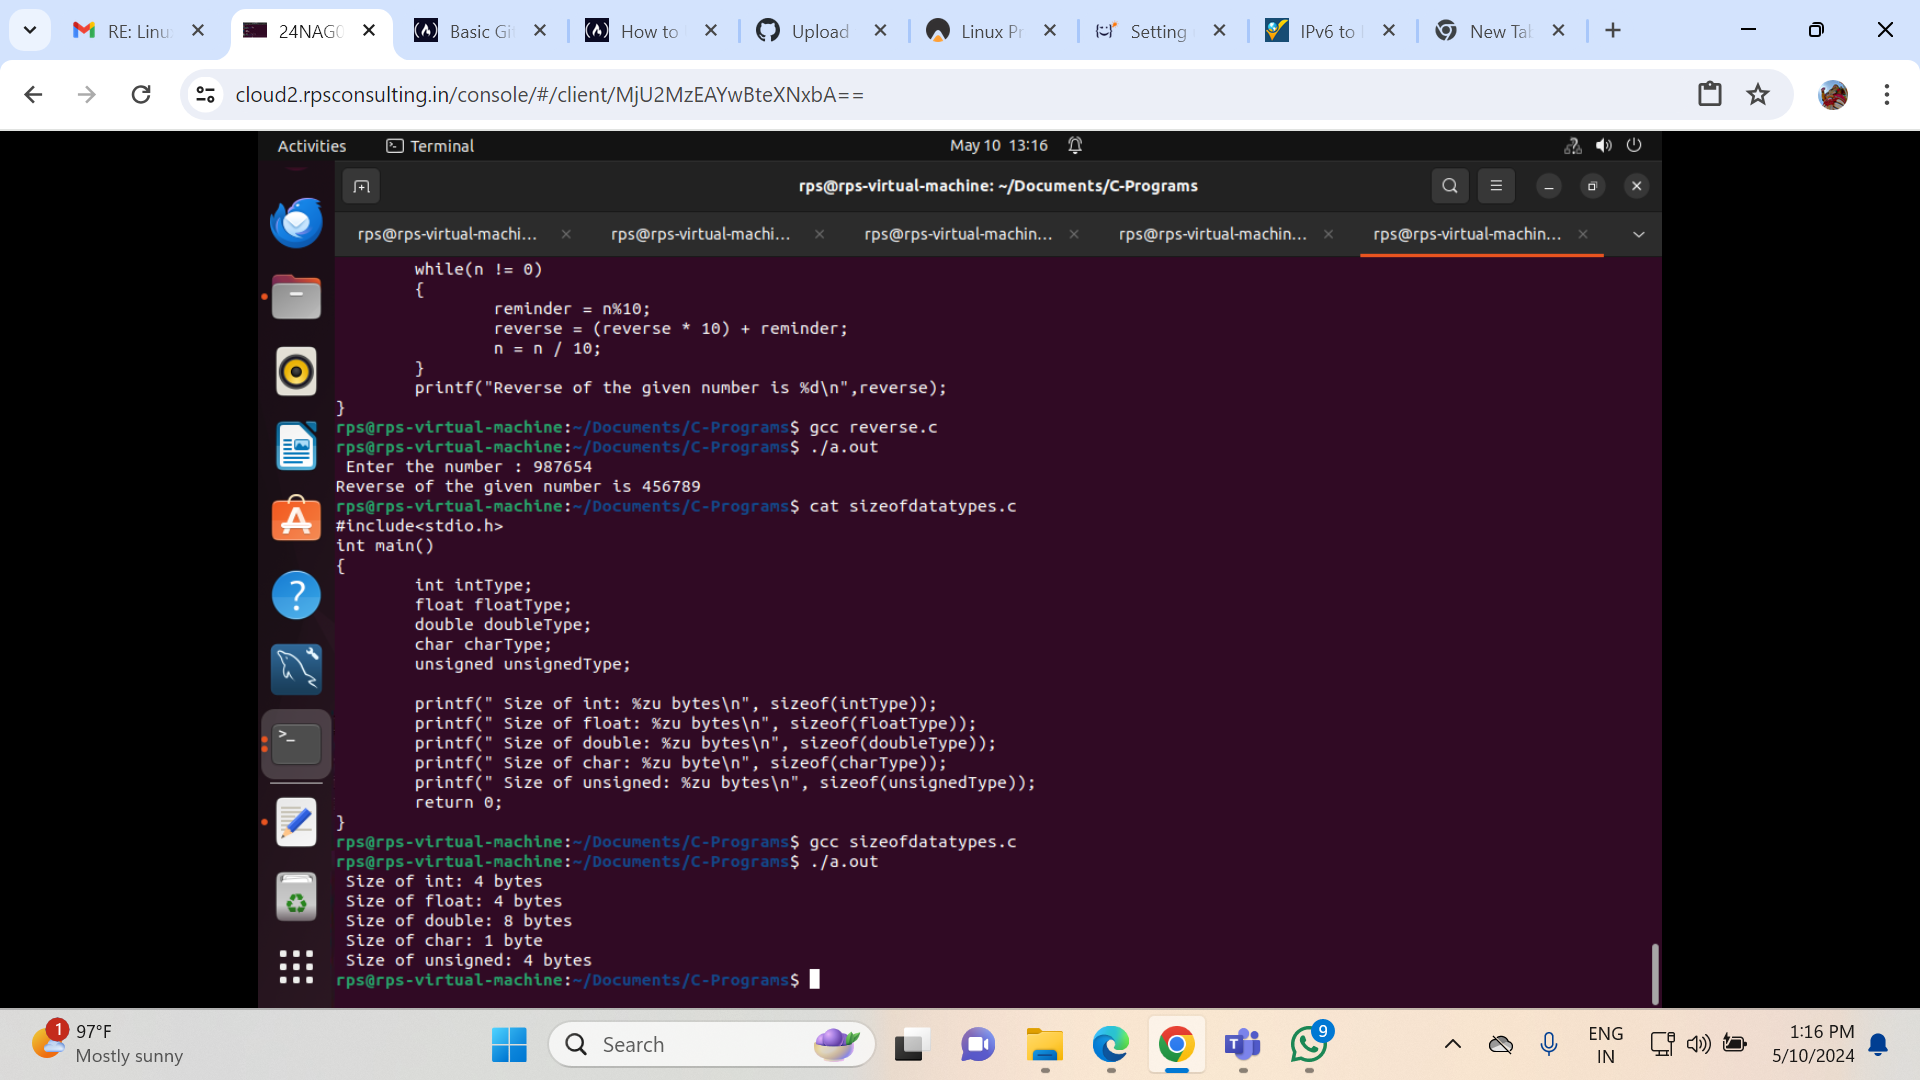 RE: Linu
24NAG0
Basic Gi
How to
Upload
Linux Pr
Setting
IPv6 to
New Tab
cloud2.rpsconsulting.in/console/#/client/MjU2MzEAYwBteXNxbA==
Activities
Terminal
May 10 13:16
rps@rps-virtual-machine: ~/Documents/C-Programs
rps@rps-virtual-machi...
rps@rps-virtual-machi...
rps@rps-virtual-machin...
rps@rps-virtual-machin...
rps@rps-virtual-machin...
while(n != 0)
{
reminder = n%10;
reverse = (reverse * 10) + reminder;
n = n / 10;
}
printf("Reverse of the given number is %d\n",reverse);
}
rps@rps-virtual-machine:~/Documents/C-Programs$ gcc reverse.c
rps@rps-virtual-machine:~/Documents/C-Programs$ ./a.out
Enter the number : 987654
Reverse of the given number is 456789
rps@rps-virtual-machine:~/Documents/C-Programs$ cat sizeofdatatypes.c
#include<stdio.h>
int main()
{
int intType;
float floatType;
double doubleType;
char charType;
unsigned unsignedType;
printf(" Size of int: %zu bytes\n", sizeof(intType));
printf(" Size of float: %zu bytes\n", sizeof(floatType));
printf(" Size of double: %zu bytes\n", sizeof(doubleType));
printf(" Size of char: %zu byte\n", sizeof(charType));
printf(" Size of unsigned: %zu bytes\n", sizeof(unsignedType));
return 0;
}
rps@rps-virtual-machine:~/Documents/C-Programs$ gcc sizeofdatatypes.c
rps@rps-virtual-machine:~/Documents/C-Programs$ ./a.out
Size of int: 4 bytes
Size of float: 4 bytes
Size of double: 8 bytes
Size of char: 1 byte
Size of unsigned: 4 bytes
rps@rps-virtual-machine:~/Documents/C-Programs$
1
97°F
Mostly sunny
Search
9
ENG
IN
1:16 PM
5/10/2024